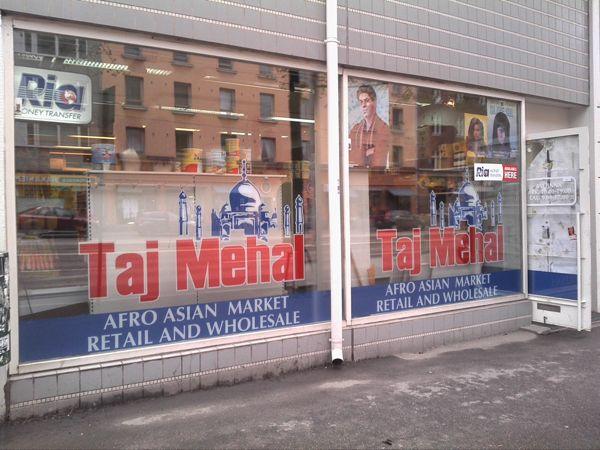 Ria
MONEY TRANSFER
Taj Mehal
AFRO ASIAN MARKET
RETAIL AND WHOLESALE
Ria
HERE
Taj Mehal
AFRO ASIAN MARKET
RETAIL AND WHOLESALE